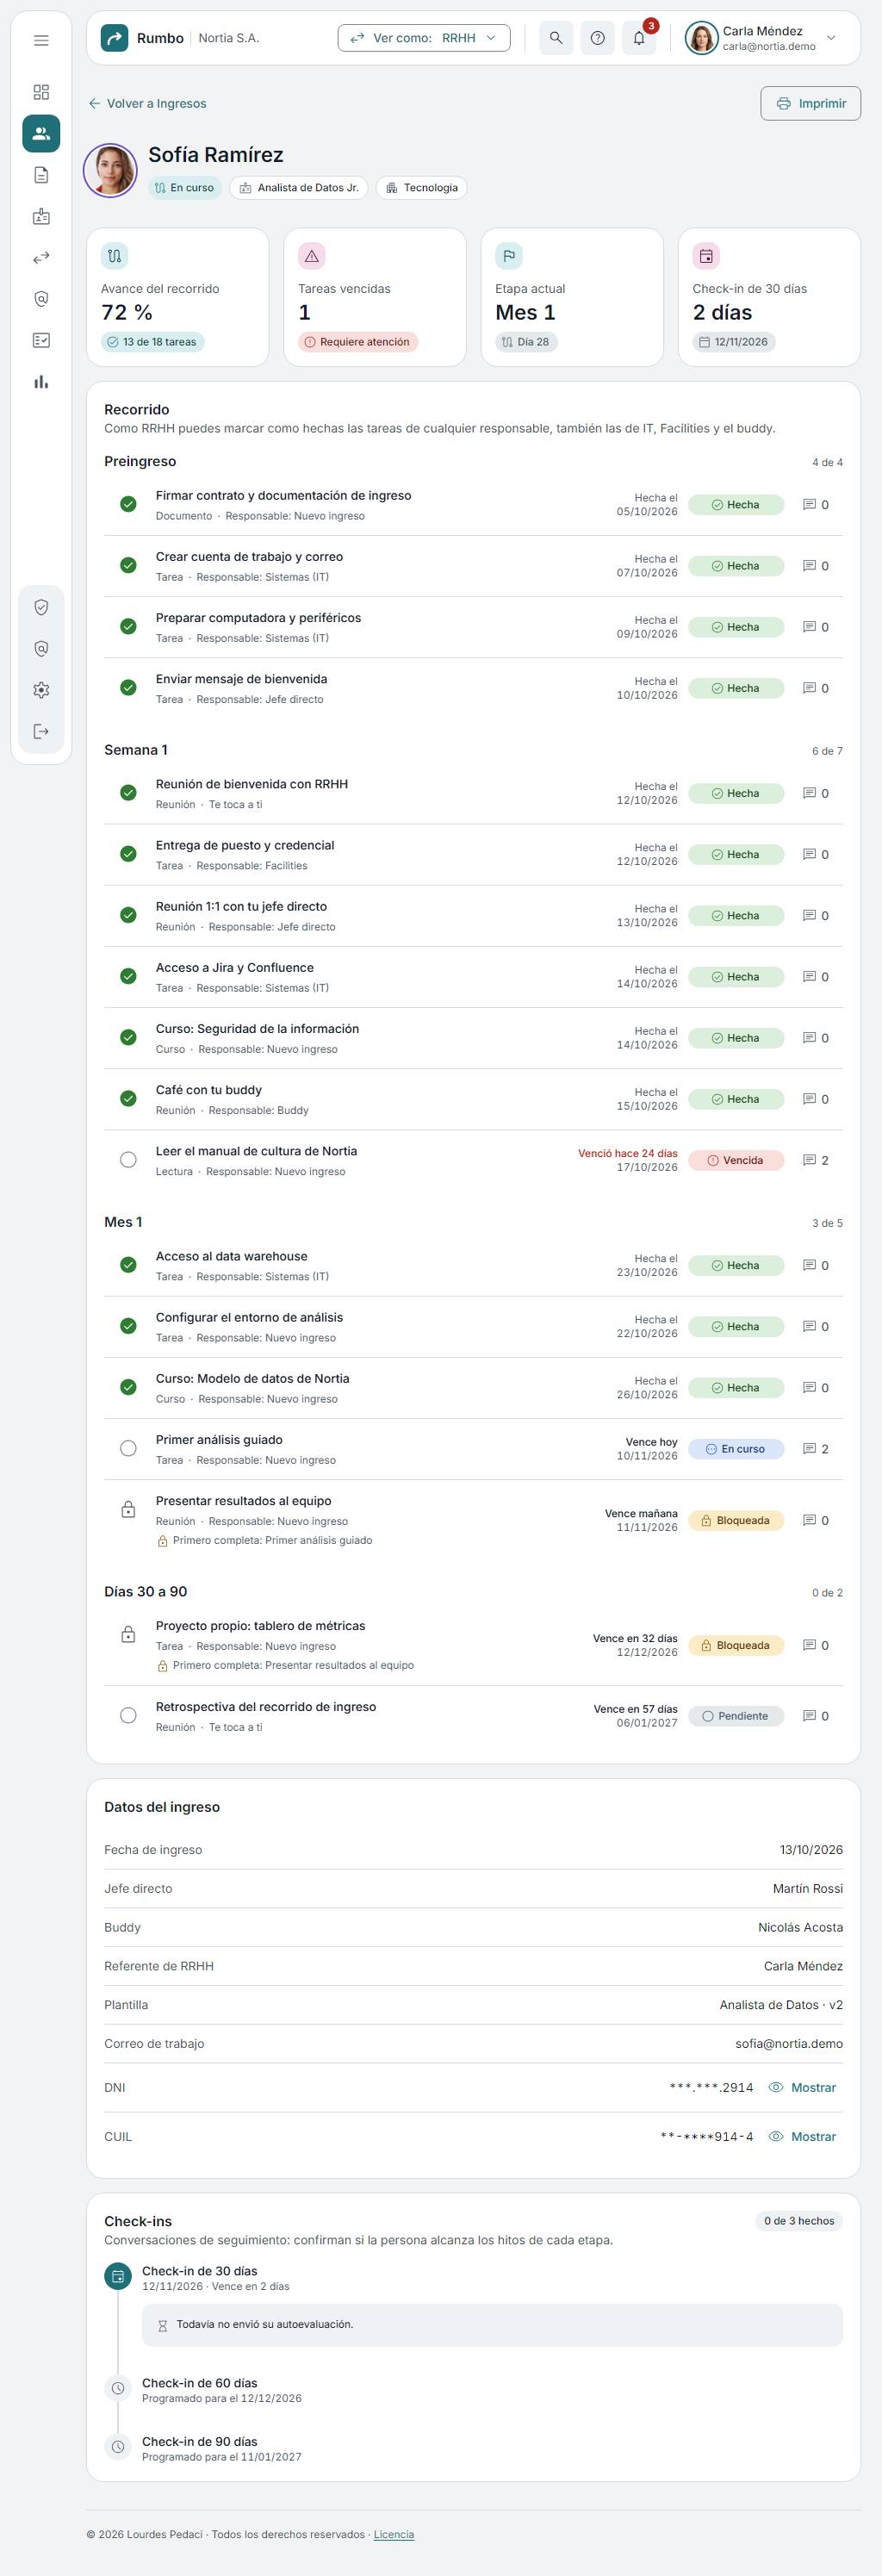 Rumbo
Nortia S.A.
Ver como: RRHH
3
Carla Méndez
carla@nortia.demo
Volver a Ingresos
Imprimir
Sofía Ramírez
En curso
Analista de Datos Jr.
Tecnología
Avance del recorrido
72 %
13 de 18 tareas
Tareas vencidas
1
Requiere atención
Etapa actual
Mes 1
Día 28
Check-in de 30 días
2 días
12/11/2026
Recorrido
Como RRHH puedes marcar como hechas las tareas de cualquier responsable, también las de IT, Facilities y el buddy.
Preingreso
4 de 4
Firmar contrato y documentación de ingreso
Documento · Responsable: Nuevo ingreso
Hecha el
05/10/2026
Hecha
0
Crear cuenta de trabajo y correo
Tarea · Responsable: Sistemas (IT)
Hecha el
07/10/2026
Hecha
0
Preparar computadora y periféricos
Tarea · Responsable: Sistemas (IT)
Hecha el
09/10/2026
Hecha
0
Enviar mensaje de bienvenida
Tarea · Responsable: Jefe directo
Hecha el
10/10/2026
Hecha
0
Semana 1
6 de 7
Reunión de bienvenida con RRHH
Reunión · Te toca a ti
Hecha el
12/10/2026
Hecha
0
Entrega de puesto y credencial
Tarea · Responsable: Facilities
Hecha el
12/10/2026
Hecha
0
Reunión 1:1 con tu jefe directo
Reunión · Responsable: Jefe directo
Hecha el
13/10/2026
Hecha
0
Acceso a Jira y Confluence
Tarea · Responsable: Sistemas (IT)
Hecha el
14/10/2026
Hecha
0
Curso: Seguridad de la información
Curso · Responsable: Nuevo ingreso
Hecha el
14/10/2026
Hecha
0
Café con tu buddy
Reunión · Responsable: Buddy
Hecha el
15/10/2026
Hecha
0
Leer el manual de cultura de Nortia
Lectura · Responsable: Nuevo ingreso
Venció hace 24 días
17/10/2026
Vencida
2
Mes 1
3 de 5
Acceso al data warehouse
Tarea · Responsable: Sistemas (IT)
Hecha el
23/10/2026
Hecha
0
Configurar el entorno de análisis
Tarea · Responsable: Nuevo ingreso
Hecha el
22/10/2026
Hecha
0
Curso: Modelo de datos de Nortia
Curso · Responsable: Nuevo ingreso
Hecha el
26/10/2026
Hecha
0
Primer análisis guiado
Tarea · Responsable: Nuevo ingreso
Vence hoy
10/11/2026
En curso
2
Presentar resultados al equipo
Reunión · Responsable: Nuevo ingreso
Primero completa: Primer análisis guiado
Vence mañana
11/11/2026
Bloqueada
0
Días 30 a 90
0 de 2
Proyecto propio: tablero de métricas
Tarea · Responsable: Nuevo ingreso
Primero completa: Presentar resultados al equipo
Vence en 32 días
12/12/2026
Bloqueada
0
Retrospectiva del recorrido de ingreso
Reunión · Te toca a ti
Vence en 57 días
06/01/2027
Pendiente
0
Datos del ingreso
Fecha de ingreso
13/10/2026
Jefe directo
Martín Rossi
Buddy
Nicolás Acosta
Referente de RRHH
Carla Méndez
Plantilla
Analista de Datos · v2
Correo de trabajo
sofia@nortia.demo
DNI
***.***.2914
Mostrar
CUIL
**-****914-4
Mostrar
Check-ins
0 de 3 hechos
Conversaciones de seguimiento: confirman si la persona alcanza los hitos de cada etapa.
Check-in de 30 días
12/11/2026 · Vence en 2 días
Todavía no envió su autoevaluación.
Check-in de 60 días
Programado para el 12/12/2026
Check-in de 90 días
Programado para el 11/01/2027
© 2026 Lourdes Pedaci · Todos los derechos reservados · Licencia